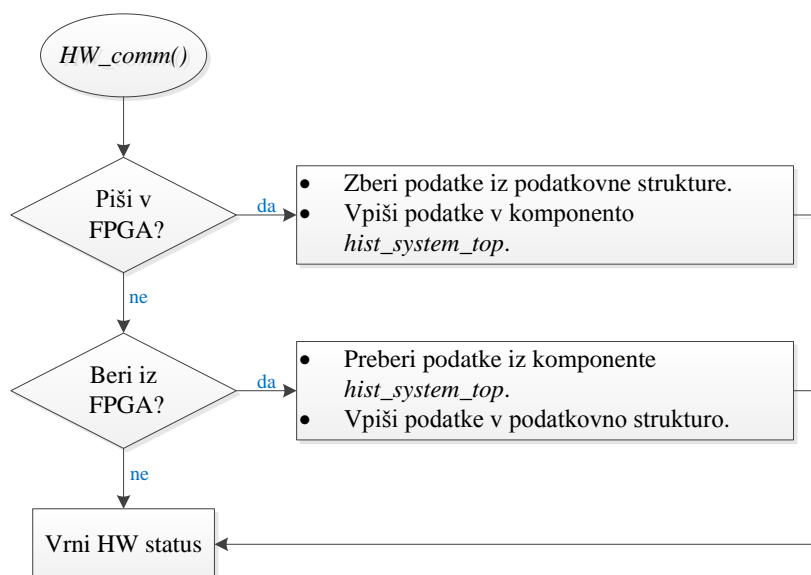 HW_comm()
Piši v
FPGA?
da
• Zberi podatke iz podatkovne strukture.
• Vpiši podatke v komponento
hist_system_top.
ne
Beri iz
FPGA?
da
• Preberi podatke iz komponente
hist_system_top.
• Vpiši podatke v podatkovno strukturo.
ne
Vrni HW status